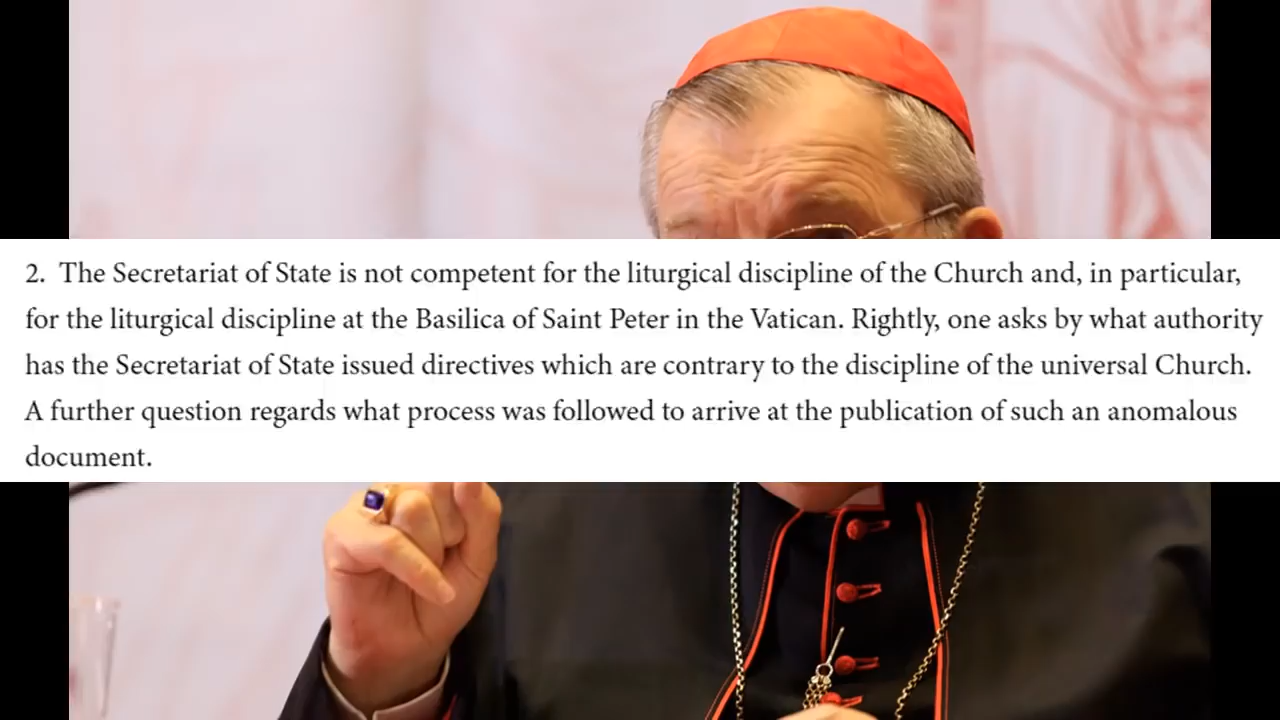 2. The Secretariat of State is not competent for the liturgical discipline of the Church and, in particular,
for the liturgical discipline at the Basilica of Saint Peter in the Vatican. Rightly, one asks by what authority
has the Secretariat of State issued directives which are contrary to the discipline of the universal Church.
A further question regards what process was followed to arrive at the publication of such an anomalous
document.